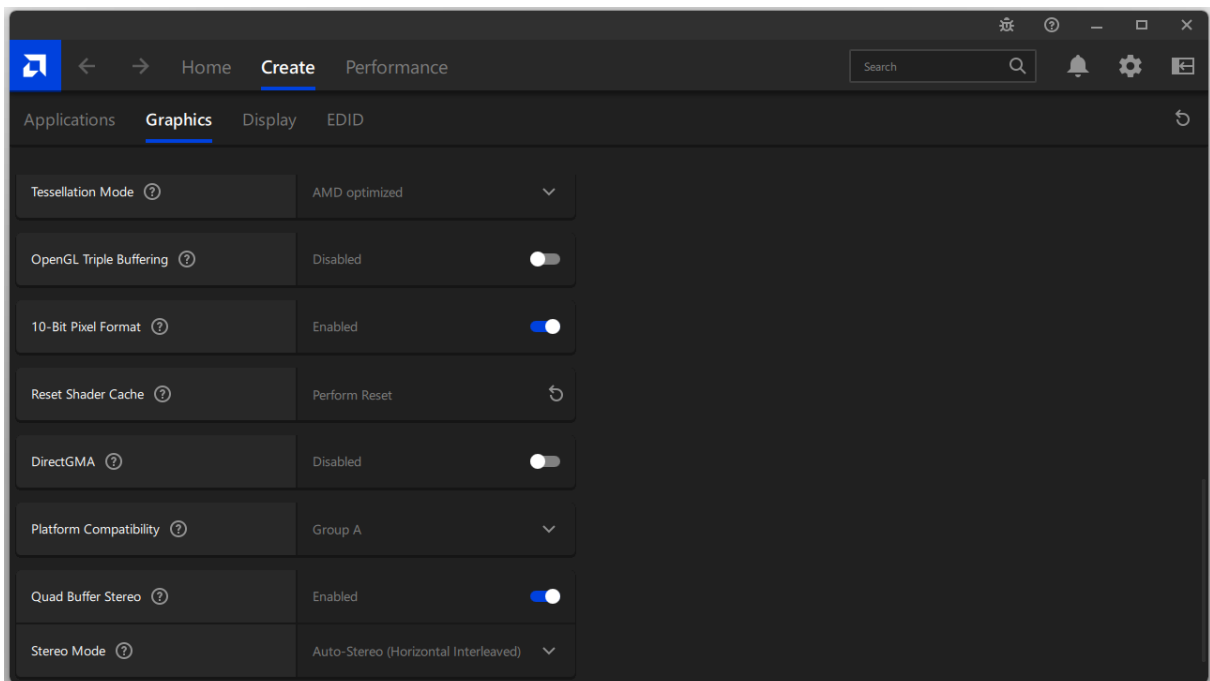 Home Create Performance Search
Applications Graphics Display EDID
Tessellation Mode AMD optimized
OpenGL Triple Buffering Disabled
10-Bit Pixel Format Enabled
Reset Shader Cache Perform Reset
DirectGMA Disabled
Platform Compatibility Group A
Quad Buffer Stereo Enabled
Stereo Mode Auto-Stereo (Horizontal Interleaved)